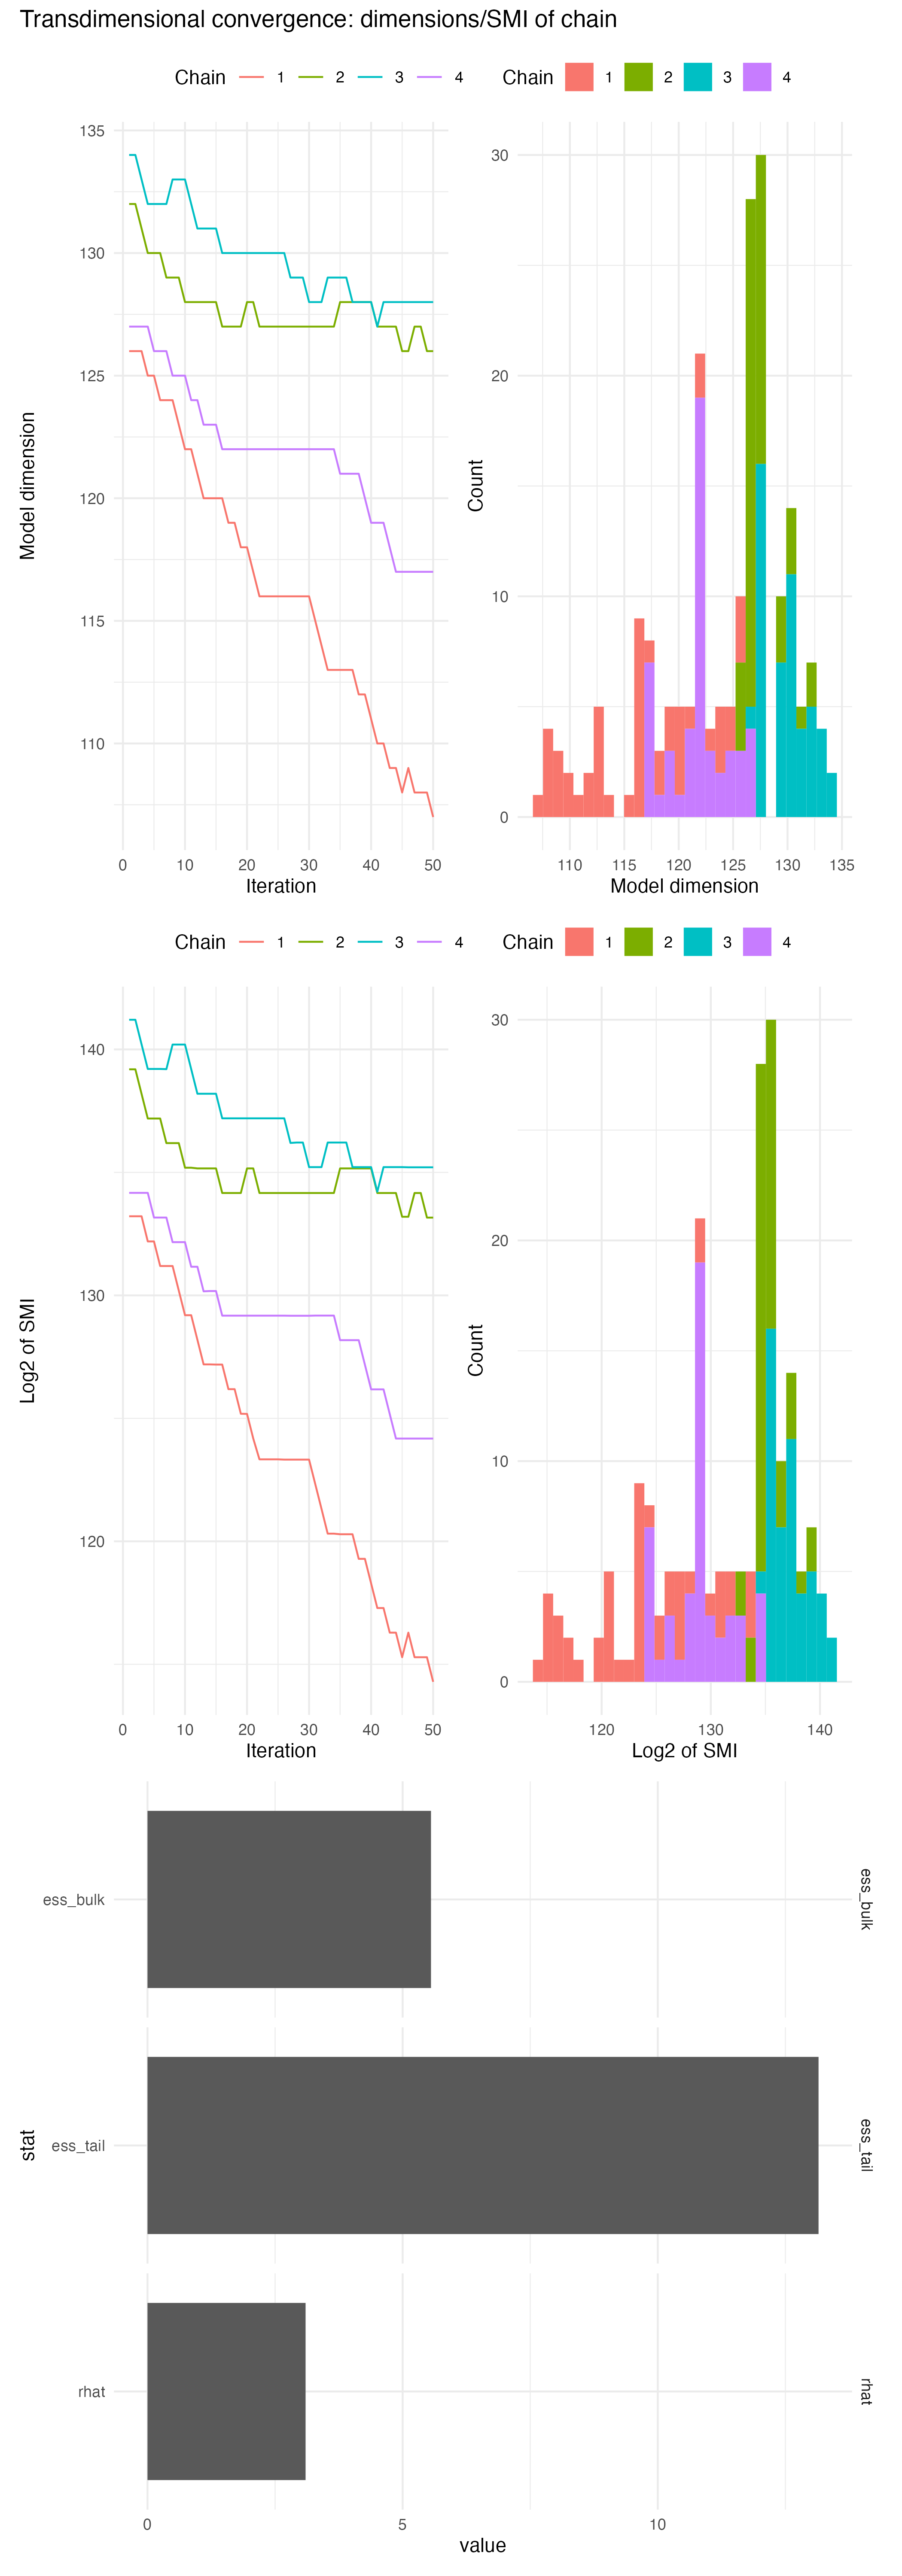 Transdimensional convergence: dimensions/SMI of chain
Chain 1 2 3 4
Chain 1 2 3 4
135
130
125
120
115
110
Model dimension
0 10 20 30 40 50
Iteration
30
20
10
0
Count
110 115 120 125 130 135
Model dimension
Chain 1 2 3 4
Chain 1 2 3 4
140
130
120
Log2 of SMI
0 10 20 30 40 50
Iteration
30
20
10
0
Count
120 130 140
Log2 of SMI
stat
ess_bulk
ess_bulk
ess_tail
ess_tail
rhat
rhat
0 5 10
value